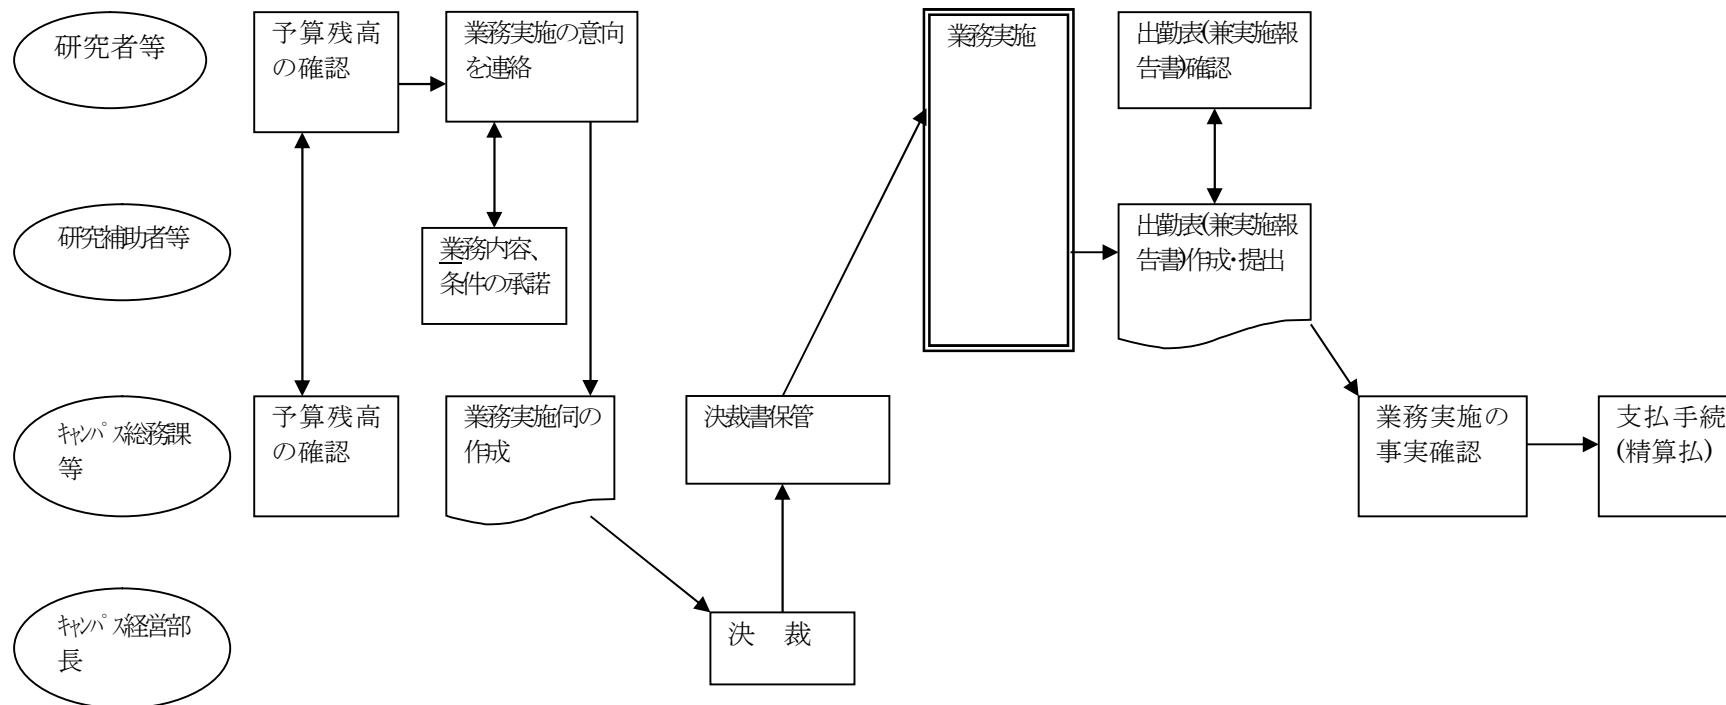 研究者等
予算残高
の確認
業務実施の意向
を連絡
業務実施
出勤表(兼実施報
告書)確認
研究補助者等
業務内容、
条件の承諾
出勤表(兼実施報
告書)作成・提出
キャンパス総務課
等
予算残高
の確認
業務実施伺の
作成
決裁書保管
業務実施の
事実確認
支払手続
(精算払)
キャンパス経営部
長
決 裁